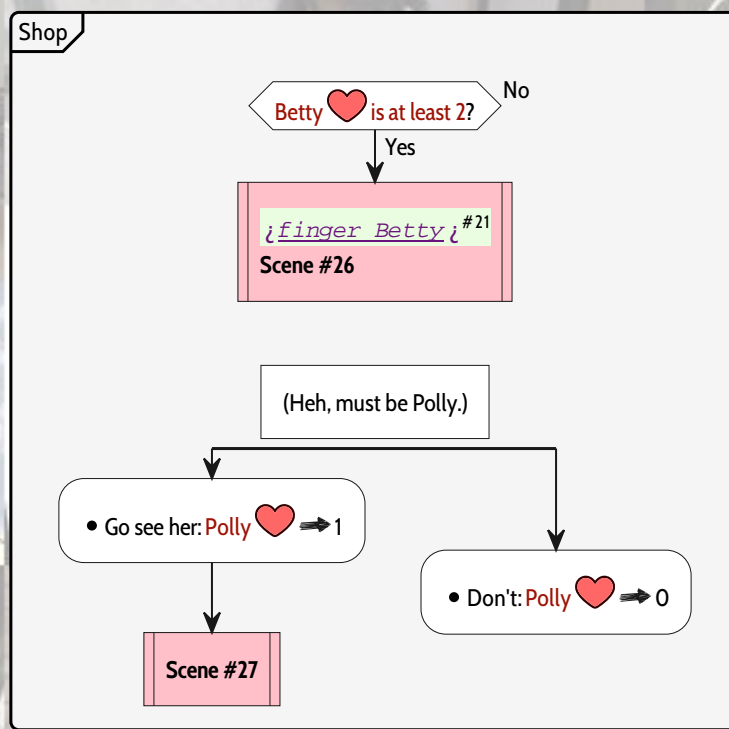 Shop
Betty is at least 2?
No
Yes
¿finger Betty¿#21
Scene #26
(Heh, must be Polly.)
• Go see her: Polly 1
• Don't: Polly 0
Scene #27